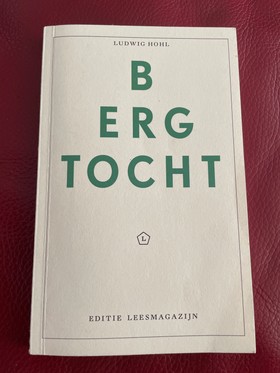 LUDWIG HOHL
B
ERG
TOCHT
L
EDITIE LEESMAGAZIJN